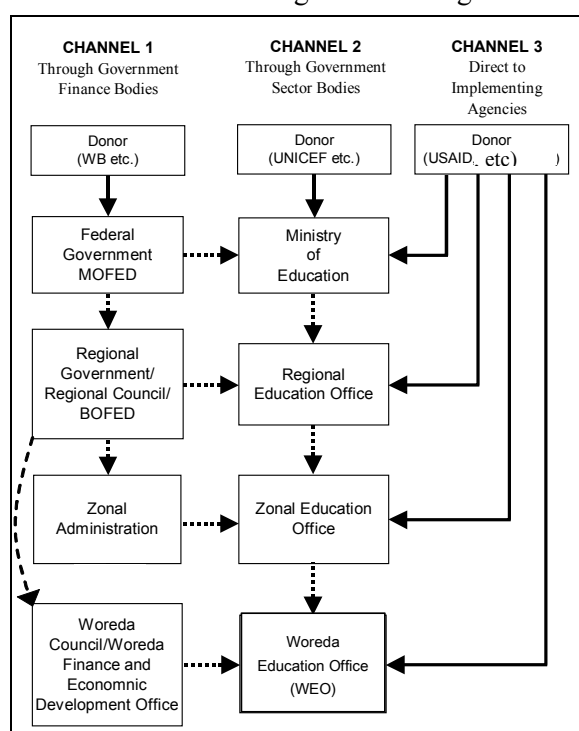 CHANNEL 1
Through Government
Finance Bodies
CHANNEL 2
Through Government
Sector Bodies
CHANNEL 3
Direct to
Implementing
Agencies
Donor
(WB etc.)
Donor
(UNICEF etc.)
Donor
(USAID, etc) )
Federal
Government
MOFED
Ministry
of
Education
Regional
Government/
Regional Council/
BOFED
Regional
Education Office
Zonal
Administration
Zonal Education
Office
Woreda
Council/Woreda
Finance and
Economnic
Development Office
Woreda
Education Office
(WEO)